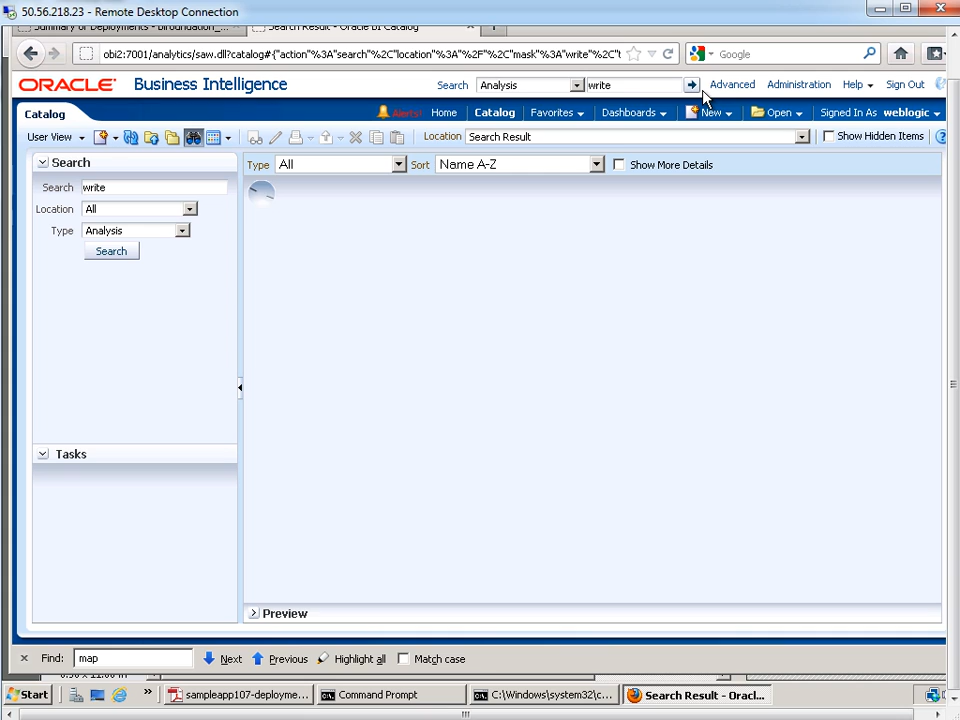 50.56.218.23 - Remote Desktop Connection
Summary of Deployments - bifoundation_...
Search Result - Oracle BI Catalog
obi2:7001/analytics/saw.dll?catalog#{"action"%3A"search"%2C"location"%3A"%2F"%2C"mask"%3A"write"%2C"t
Google
ORACLE Business Intelligence
Search Analysis write Advanced Administration Help Sign Out
Catalog Alerts! Home Catalog Favorites Dashboards New Open Signed In As weblogic
User View Location Search Result Show Hidden Items
Search Type All Sort Name A-Z Show More Details
Search write
Location All
Type Analysis
Search
Tasks
Preview
Find: map Next Previous Highlight all Match case
Start sampleapp107-deployme... Command Prompt C:\Windows\system32\c... Search Result - Oracl...